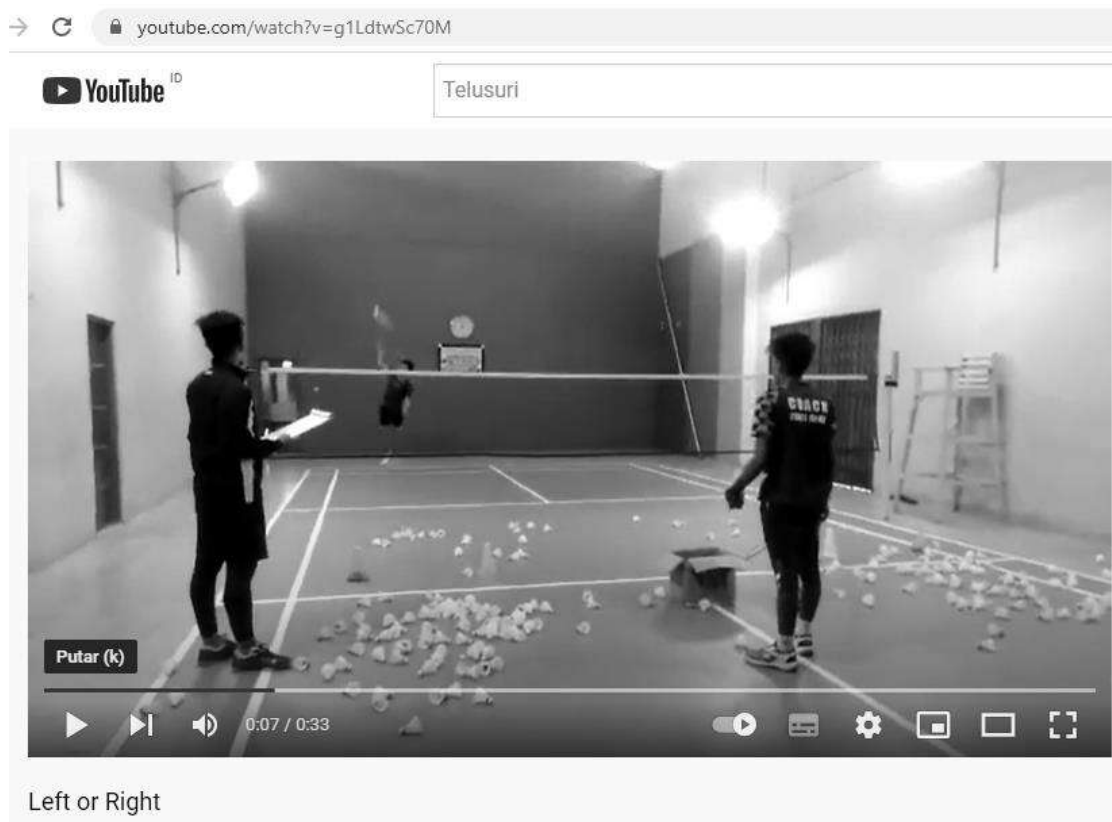 youtube.com/watch?v=g1LdtwSc70M
YouTube ID
Telusuri
COACH
Putar (k)
0:07 / 0:33
Left or Right